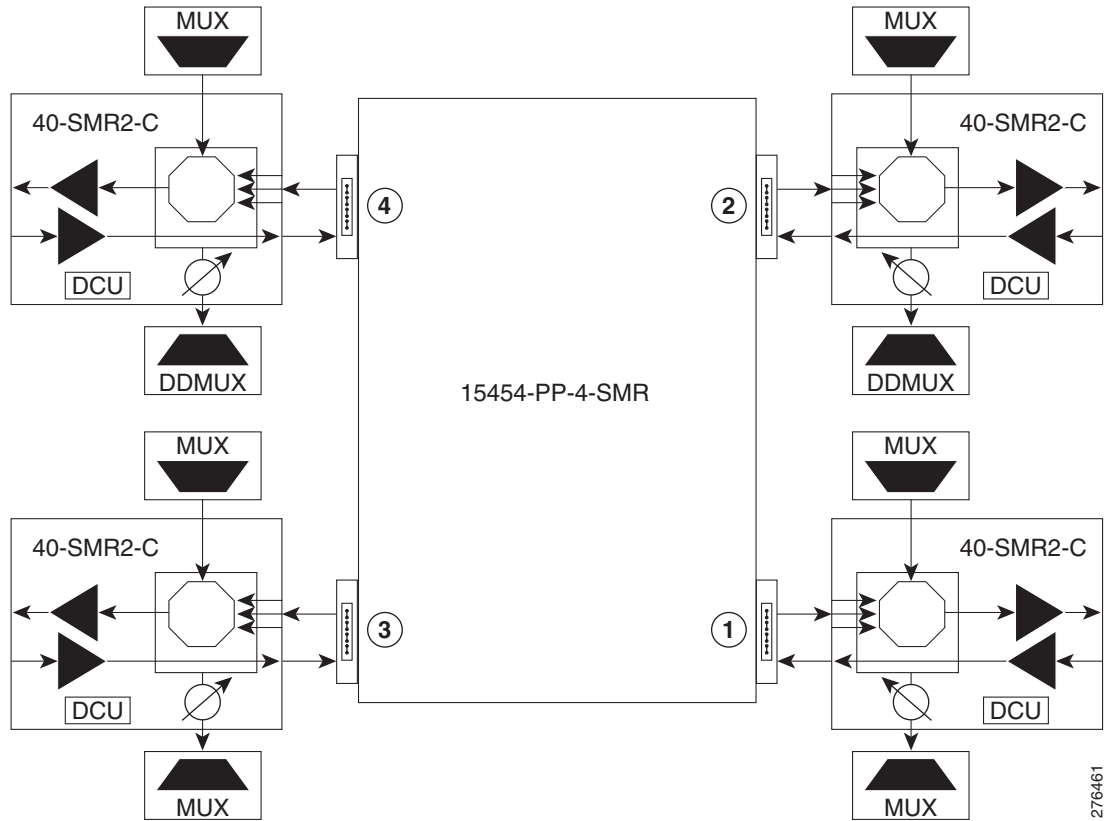 MUX
MUX
40-SMR2-C
40-SMR2-C
4
2
DCU
DCU
DDMUX
DDMUX
15454-PP-4-SMR
MUX
MUX
40-SMR2-C
40-SMR2-C
3
1
DCU
DCU
MUX
MUX
276461